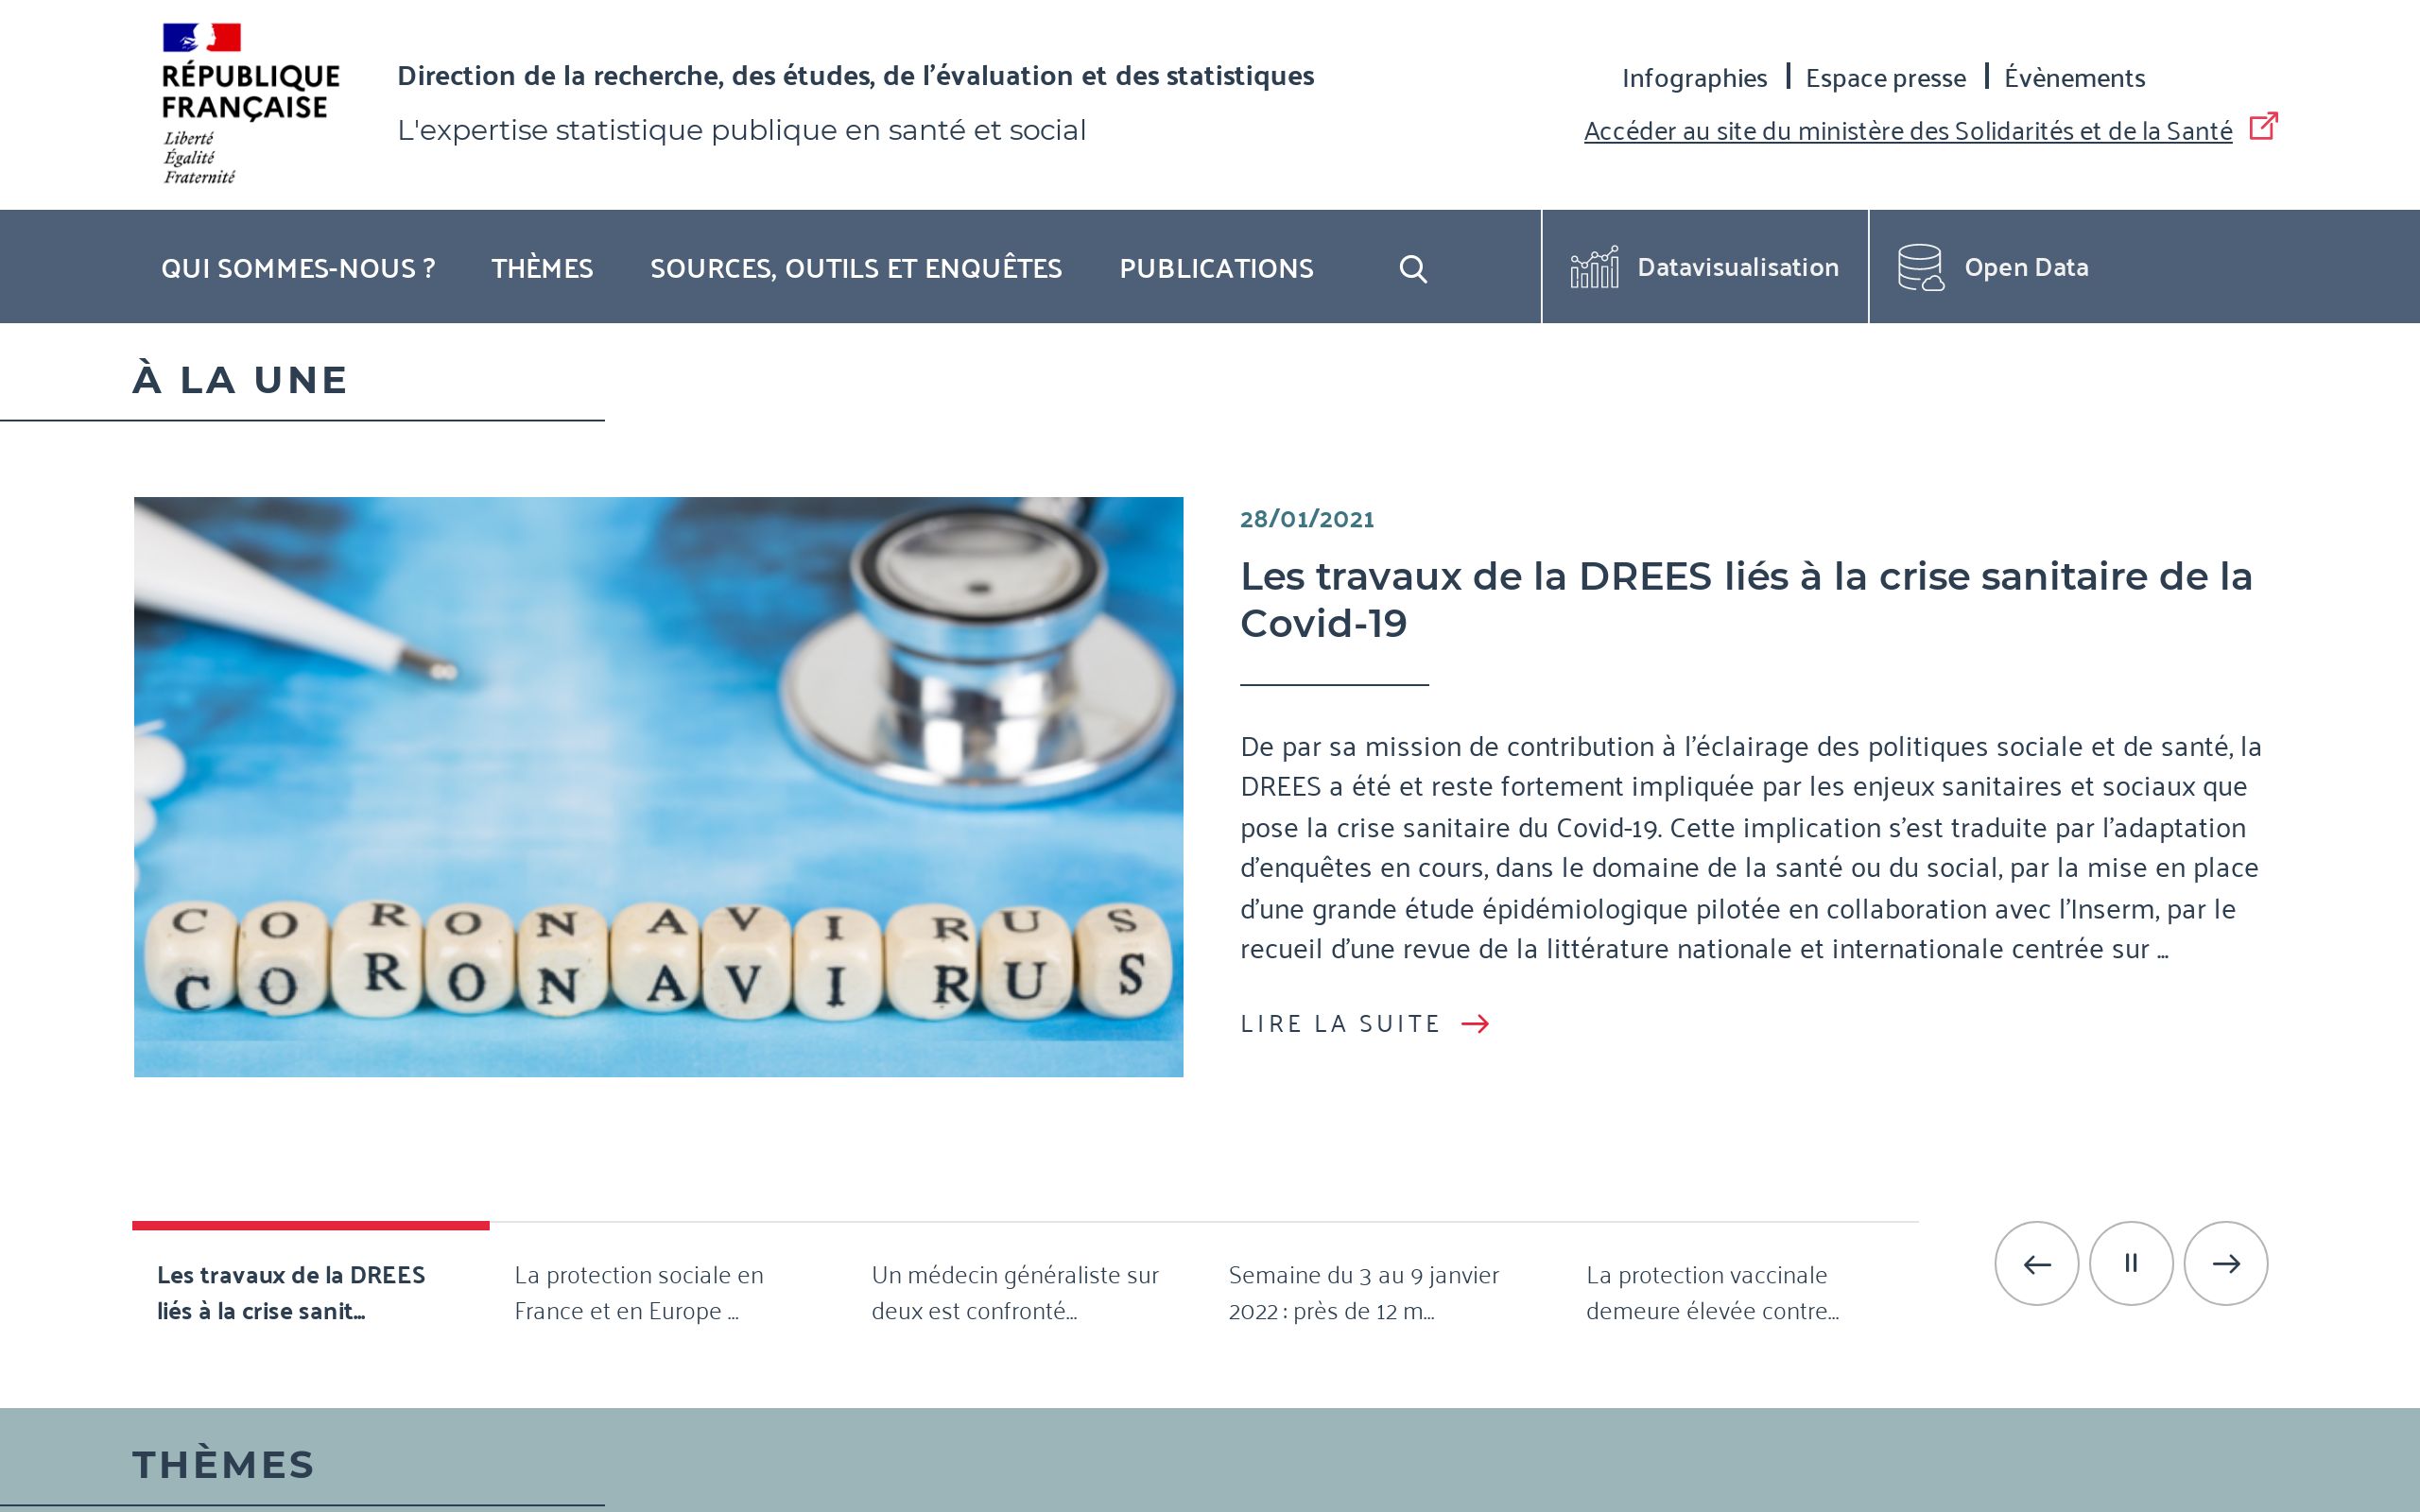 RÉPUBLIQUE
FRANÇAISE
Liberté
Égalité
Fraternité
Direction de la recherche, des études, de l’évaluation et des statistiques
L'expertise statistique publique en santé et social
Infographies Espace presse Évènements
Accéder au site du ministère des Solidarités et de la Santé
QUI SOMMES-NOUS ? THÈMES SOURCES, OUTILS ET ENQUÊTES PUBLICATIONS Datavisualisation Open Data
À LA UNE
CORONAVIRUS
CORONAVIRUS
28/01/2021
Les travaux de la DREES liés à la crise sanitaire de la
Covid-19
De par sa mission de contribution à l’éclairage des politiques sociale et de santé, la
DREES a été et reste fortement impliquée par les enjeux sanitaires et sociaux que
pose la crise sanitaire du Covid-19. Cette implication s’est traduite par l’adaptation
d’enquêtes en cours, dans le domaine de la santé ou du social, par la mise en place
d’une grande étude épidémiologique pilotée en collaboration avec l’Inserm, par le
recueil d’une revue de la littérature nationale et internationale centrée sur ...
LIRE LA SUITE
Les travaux de la DREES
liés à la crise sanit...
La protection sociale en
France et en Europe ...
Un médecin généraliste sur
deux est confronté...
Semaine du 3 au 9 janvier
2022 : près de 12 m...
La protection vaccinale
demeure élevée contre...
THÈMES